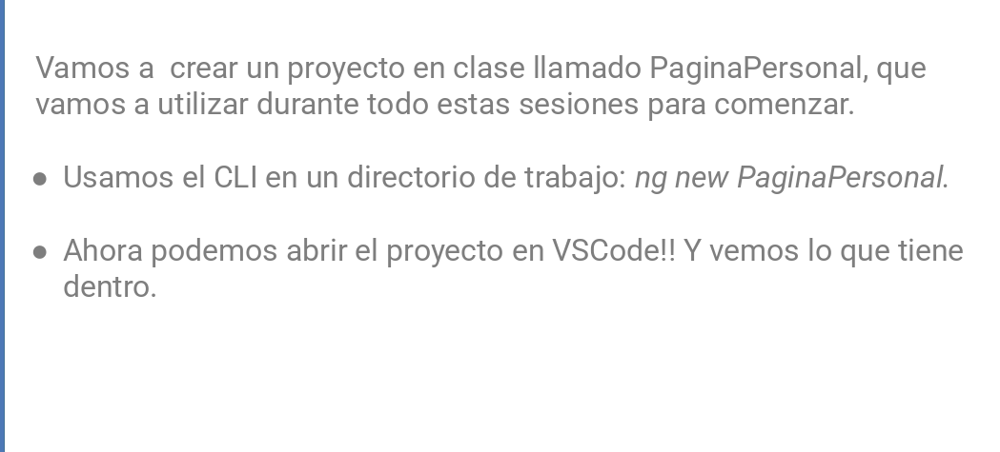 Vamos a  crear un proyecto en clase llamado PaginaPersonal, que
vamos a utilizar durante todo estas sesiones para comenzar.
● Usamos el CLI en un directorio de trabajo: ng new PaginaPersonal.
● Ahora podemos abrir el proyecto en VSCode!! Y vemos lo que tiene
dentro.